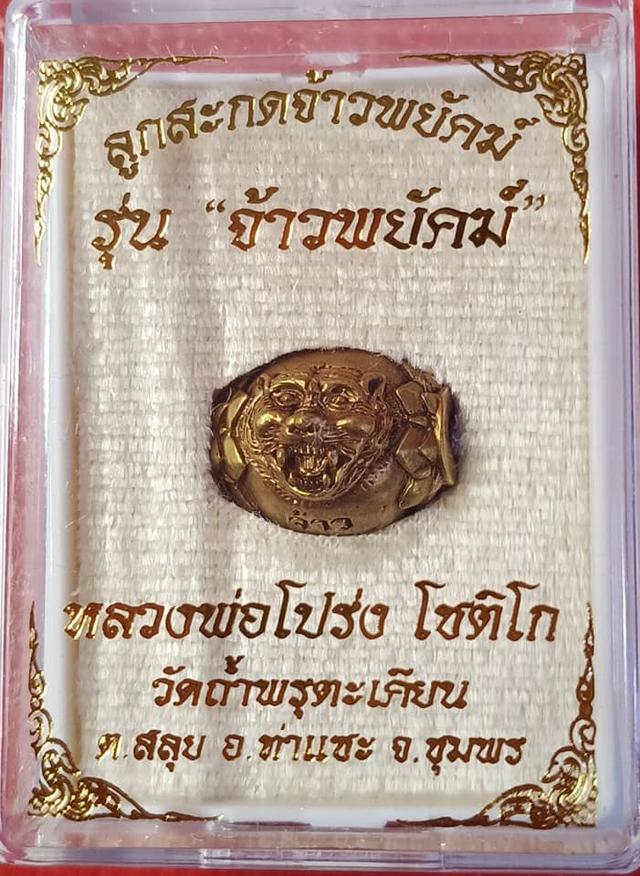 ลูกสะกดจ้าวพยัคฆ์
รุ่น “จ้าวพยัคฆ์”
จ้าว
หลวงพ่อโปร่ง โชติโก
วัดถ้ำพรุตะเคียน
ต.สลุย อ.ท่าแซะ จ.ชุมพร